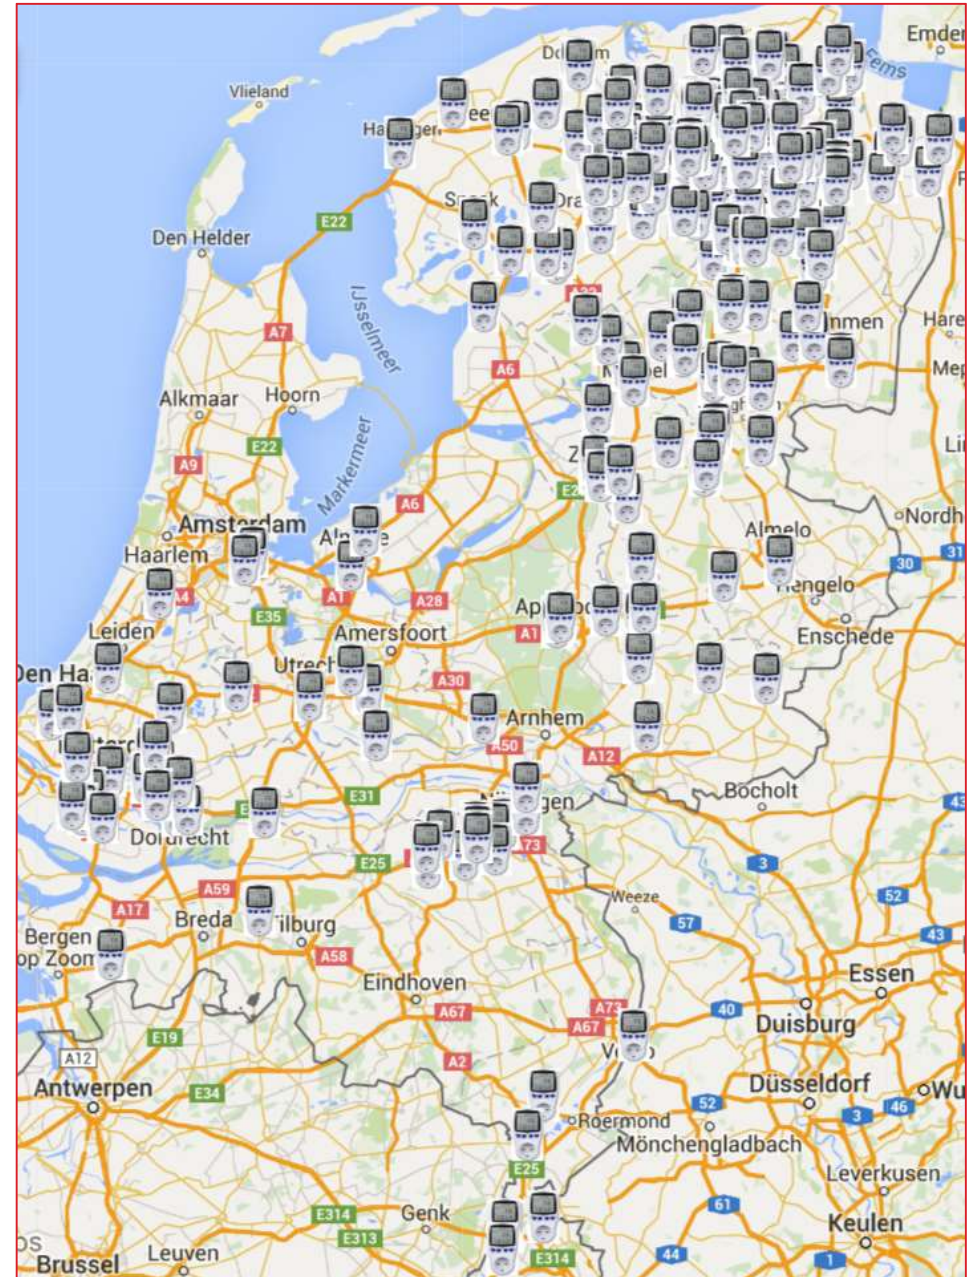 Emden
Eems
Vlieland
Den Helder
E22
IJsselmeer
A7
A6
Alkmaar
Hoorn
E22
Markermeer
A9
A6
Amsterdam
Haarlem
A1
A28
E35
Almelo
Hengelo
Enschede
Nordh
30
31
Leiden
Amersfoort
A1
A30
Arnhem
A50
A12
Bocholt
43
E31
Dordrecht
E25
A73
3
A59
A17
Breda
Tilburg
A58
Bergen
op Zoom
Weeze
52
57
43
Eindhoven
Essen
A67
A73
A67
40
Duisburg
E19
A12
A2
Antwerpen
E34
Düsseldorf
52
46
Wu
3
Roermond
Mönchengladbach
E25
Leverkusen
61
E314
Genk
E313
Keulen
E314
44
1
Brussel
Leuven